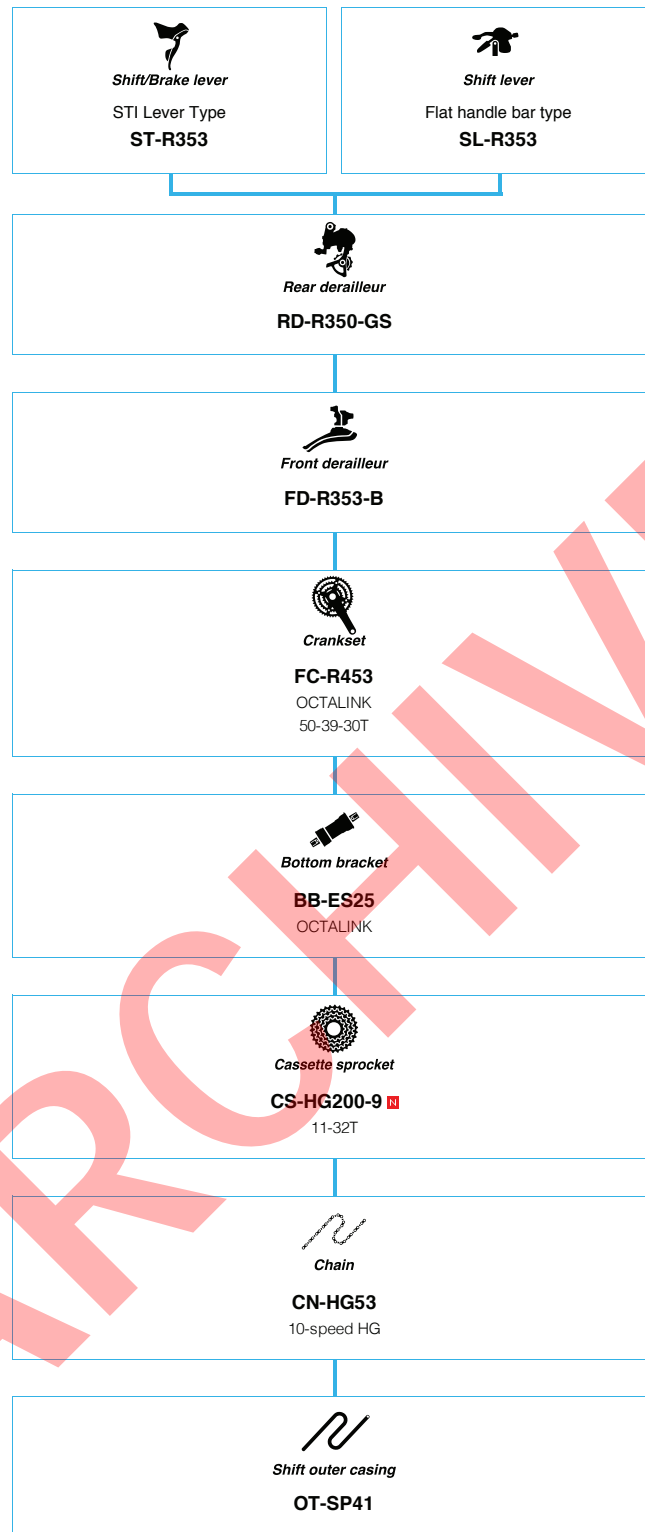 Shift/Brake lever
STI Lever Type
ST-R353
Shift lever
Flat handle bar type
SL-R353
Rear derailleur
RD-R350-GS
Front derailleur
FD-R353-B
Crankset
FC-R453
OCTALINK
50-39-30T
Bottom bracket
BB-ES25
OCTALINK
Cassette sprocket
CS-HG200-9 N
11-32T
Chain
CN-HG53
10-speed HG
Shift outer casing
OT-SP41
ARCHIV